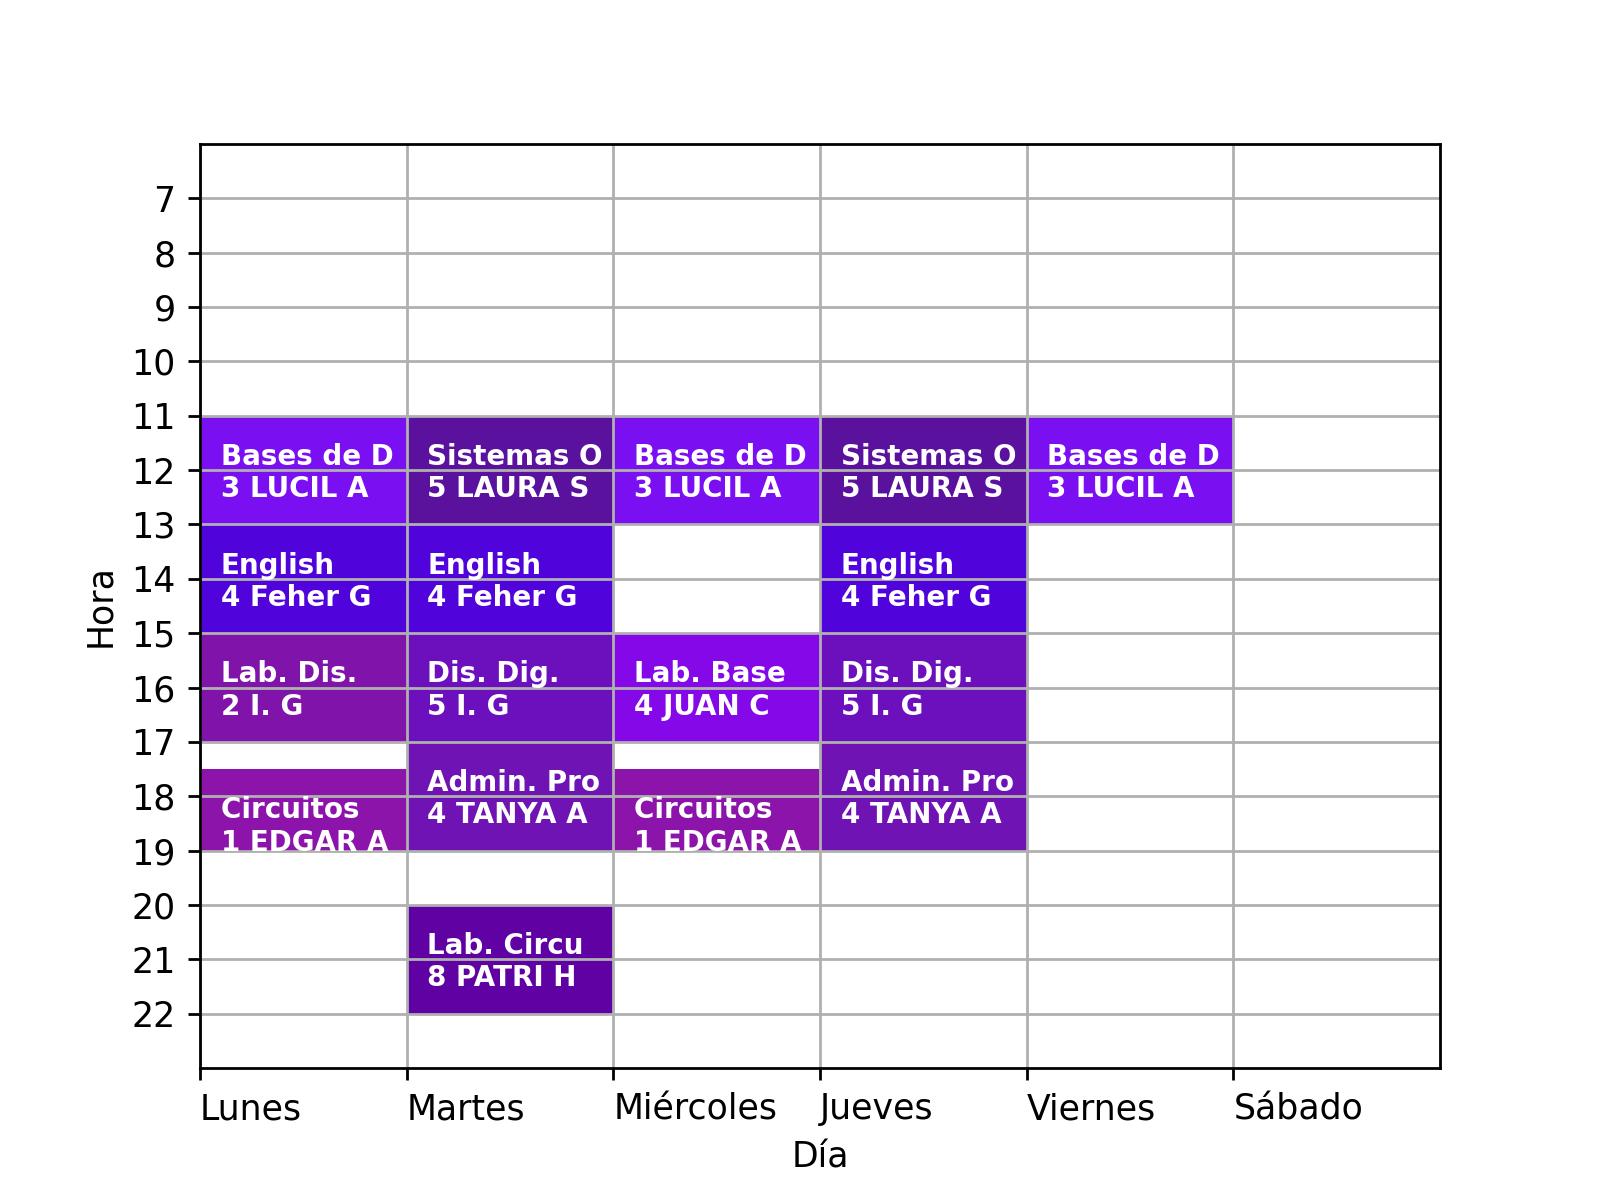 7
8
9
10
11
12
13
14
15
16
17
18
19
20
21
22
Hora
Bases de D
3 LUCIL A
Sistemas O
5 LAURA S
Bases de D
3 LUCIL A
Sistemas O
5 LAURA S
Bases de D
3 LUCIL A
English
4 Feher G
English
4 Feher G
English
4 Feher G
Lab. Dis.
2 I. G
Dis. Dig.
5 I. G
Lab. Base
4 JUAN C
Dis. Dig.
5 I. G
Circuitos
1 EDGAR A
Admin. Pro
4 TANYA A
Circuitos
1 EDGAR A
Admin. Pro
4 TANYA A
Lab. Circu
8 PATRI H
Lunes
Martes
Miércoles
Jueves
Viernes
Sábado
Día